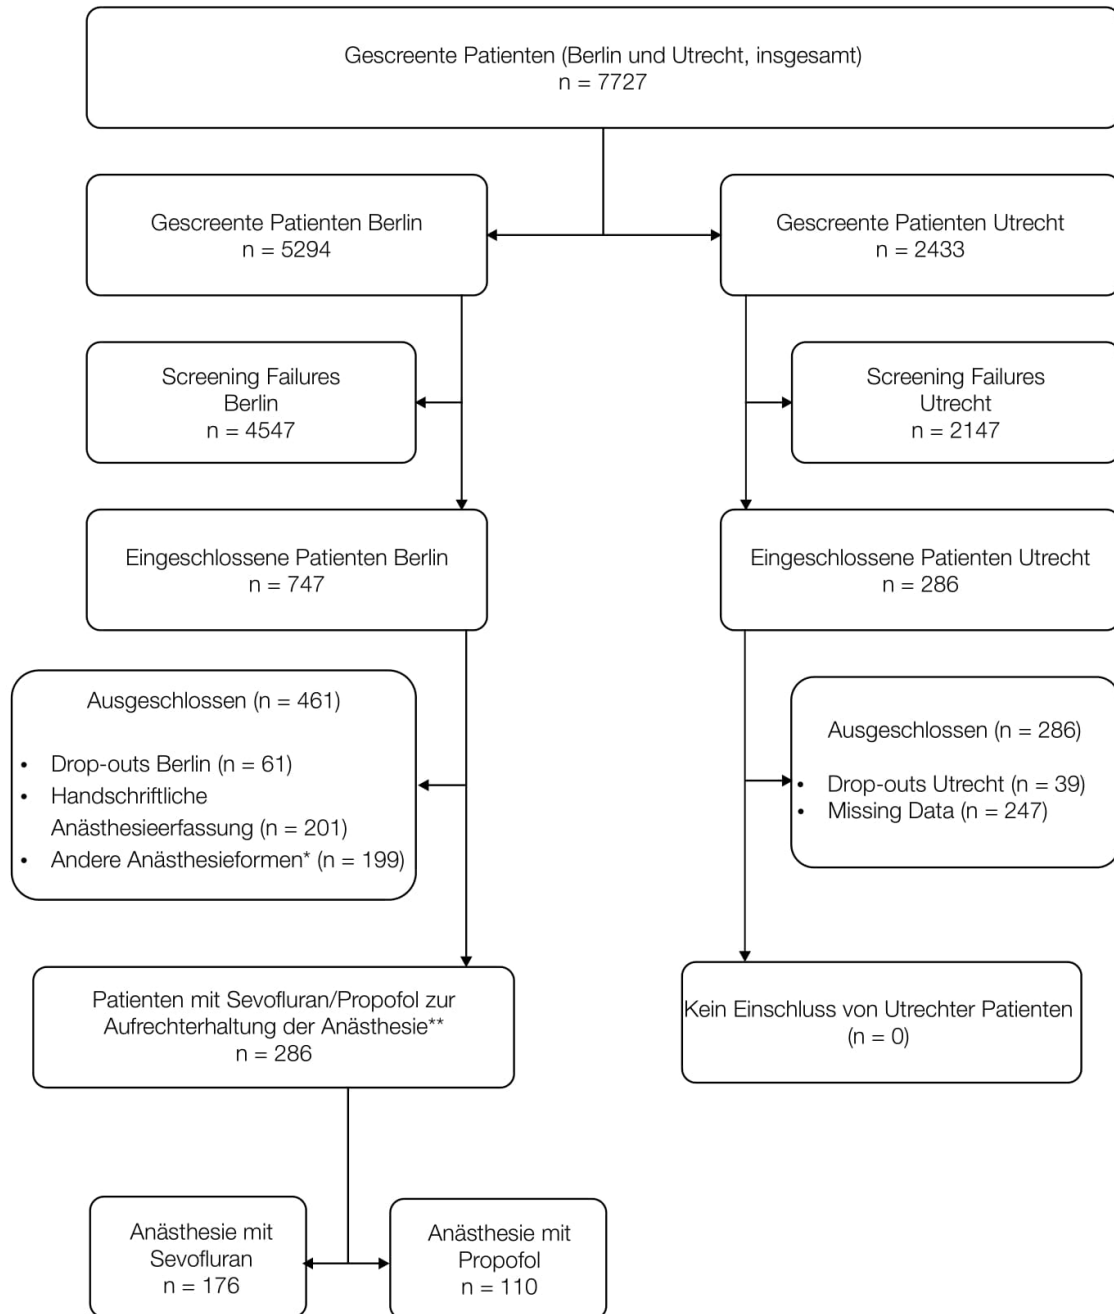 Gescreente Patienten (Berlin und Utrecht, insgesamt)
n = 7727
Gescreente Patienten Berlin
n = 5294
Gescreente Patienten Utrecht
n = 2433
Screening Failures
Berlin
n = 4547
Screening Failures
Utrecht
n = 2147
Eingeschlossene Patienten Berlin
n = 747
Eingeschlossene Patienten Utrecht
n = 286
Ausgeschlossen (n = 461)
• Drop-outs Berlin (n = 61)
• Handschriftliche
Anästhesieerfassung (n = 201)
• Andere Anästhesieformen* (n = 199)
Ausgeschlossen (n = 286)
• Drop-outs Utrecht (n = 39)
• Missing Data (n = 247)
Patienten mit Sevofluran/Propofol zur
Aufrechterhaltung der Anästhesie**
n = 286
Kein Einschluss von Utrechter Patienten
(n = 0)
Anästhesie mit
Sevofluran
n = 176
Anästhesie mit
Propofol
n = 110